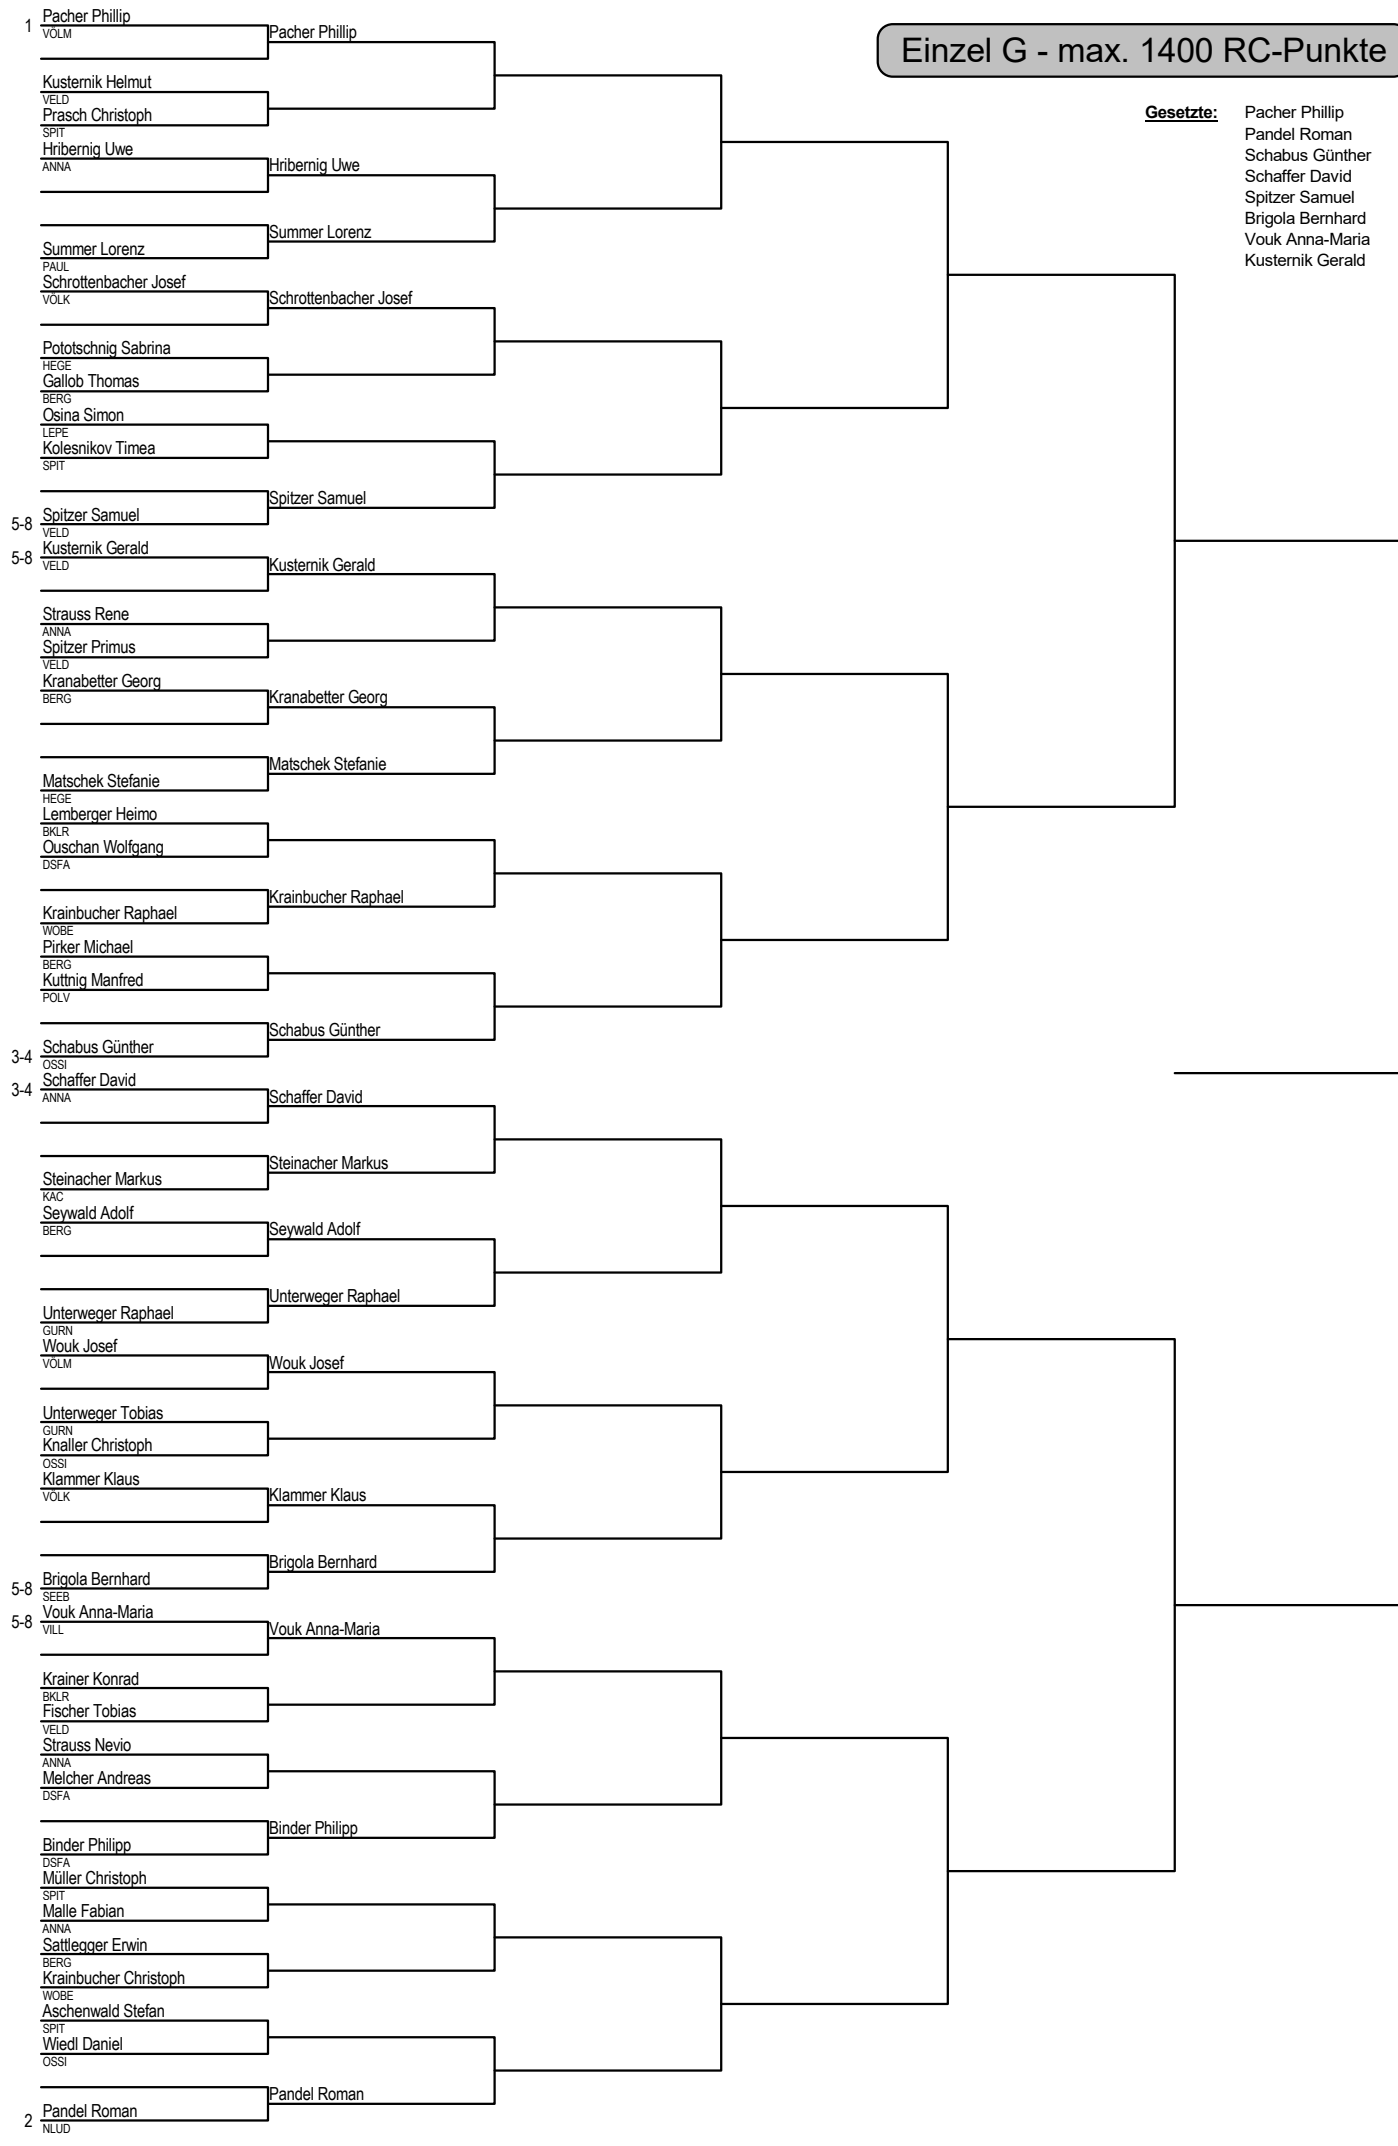 Einzel G - max. 1400 RC-Punkte
Gesetzte: Pacher Phillip
Pandel Roman
Schabus Günther
Schaffer David
Spitzer Samuel
Brigola Bernhard
Vouk Anna-Maria
Kusternik Gerald
1 Pacher Phillip
VÖLM
Pacher Phillip
Kusternik Helmut
VELD
Prasch Christoph
SPIT
Hribernig Uwe
ANNA
Hribernig Uwe
Summer Lorenz
Summer Lorenz
PAUL
Schrottenbacher Josef
VÖLK
Schrottenbacher Josef
Pototschnig Sabrina
HEGE
Gallob Thomas
BERG
Osina Simon
LEPE
Kolesnikov Timea
SPIT
Spitzer Samuel
5-8 Spitzer Samuel
VELD
5-8 Kusternik Gerald
VELD
Kusternik Gerald
Strauss Rene
ANNA
Spitzer Primus
VELD
Kranabetter Georg
BERG
Kranabetter Georg
Matschek Stefanie
Matschek Stefanie
HEGE
Lemberger Heimo
BKLR
Ouschan Wolfgang
DSFA
Krainbucher Raphael
Krainbucher Raphael
WOBE
Pirker Michael
BERG
Kuttnig Manfred
POLV
Schabus Günther
3-4 Schabus Günther
OSSI
3-4 Schaffer David
ANNA
Schaffer David
Steinacher Markus
Steinacher Markus
KAC
Seywald Adolf
BERG
Seywald Adolf
Unterweger Raphael
Unterweger Raphael
GURN
Wouk Josef
VÖLM
Wouk Josef
Unterweger Tobias
GURN
Knaller Christoph
OSSI
Klammer Klaus
VÖLK
Klammer Klaus
Brigola Bernhard
5-8 Brigola Bernhard
SEEB
5-8 Vouk Anna-Maria
VILL
Vouk Anna-Maria
Krainer Konrad
BKLR
Fischer Tobias
VELD
Strauss Nevio
ANNA
Melcher Andreas
DSFA
Binder Philipp
Binder Philipp
DSFA
Müller Christoph
SPIT
Malle Fabian
ANNA
Sattlegger Erwin
BERG
Krainbucher Christoph
WOBE
Aschenwald Stefan
SPIT
Wiedl Daniel
OSSI
Pandel Roman
2 Pandel Roman
NLUD